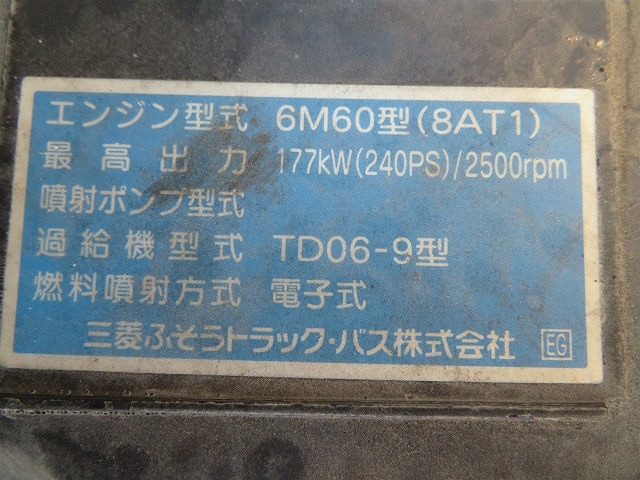 エンジン型式 6M60型(8AT1)
最高出力 177kW(240PS)/2500rpm
噴射ポンプ型式
過給機型式 TD06-9型
燃料噴射方式 電子式
三菱ふそうトラック・バス株式会社 EG